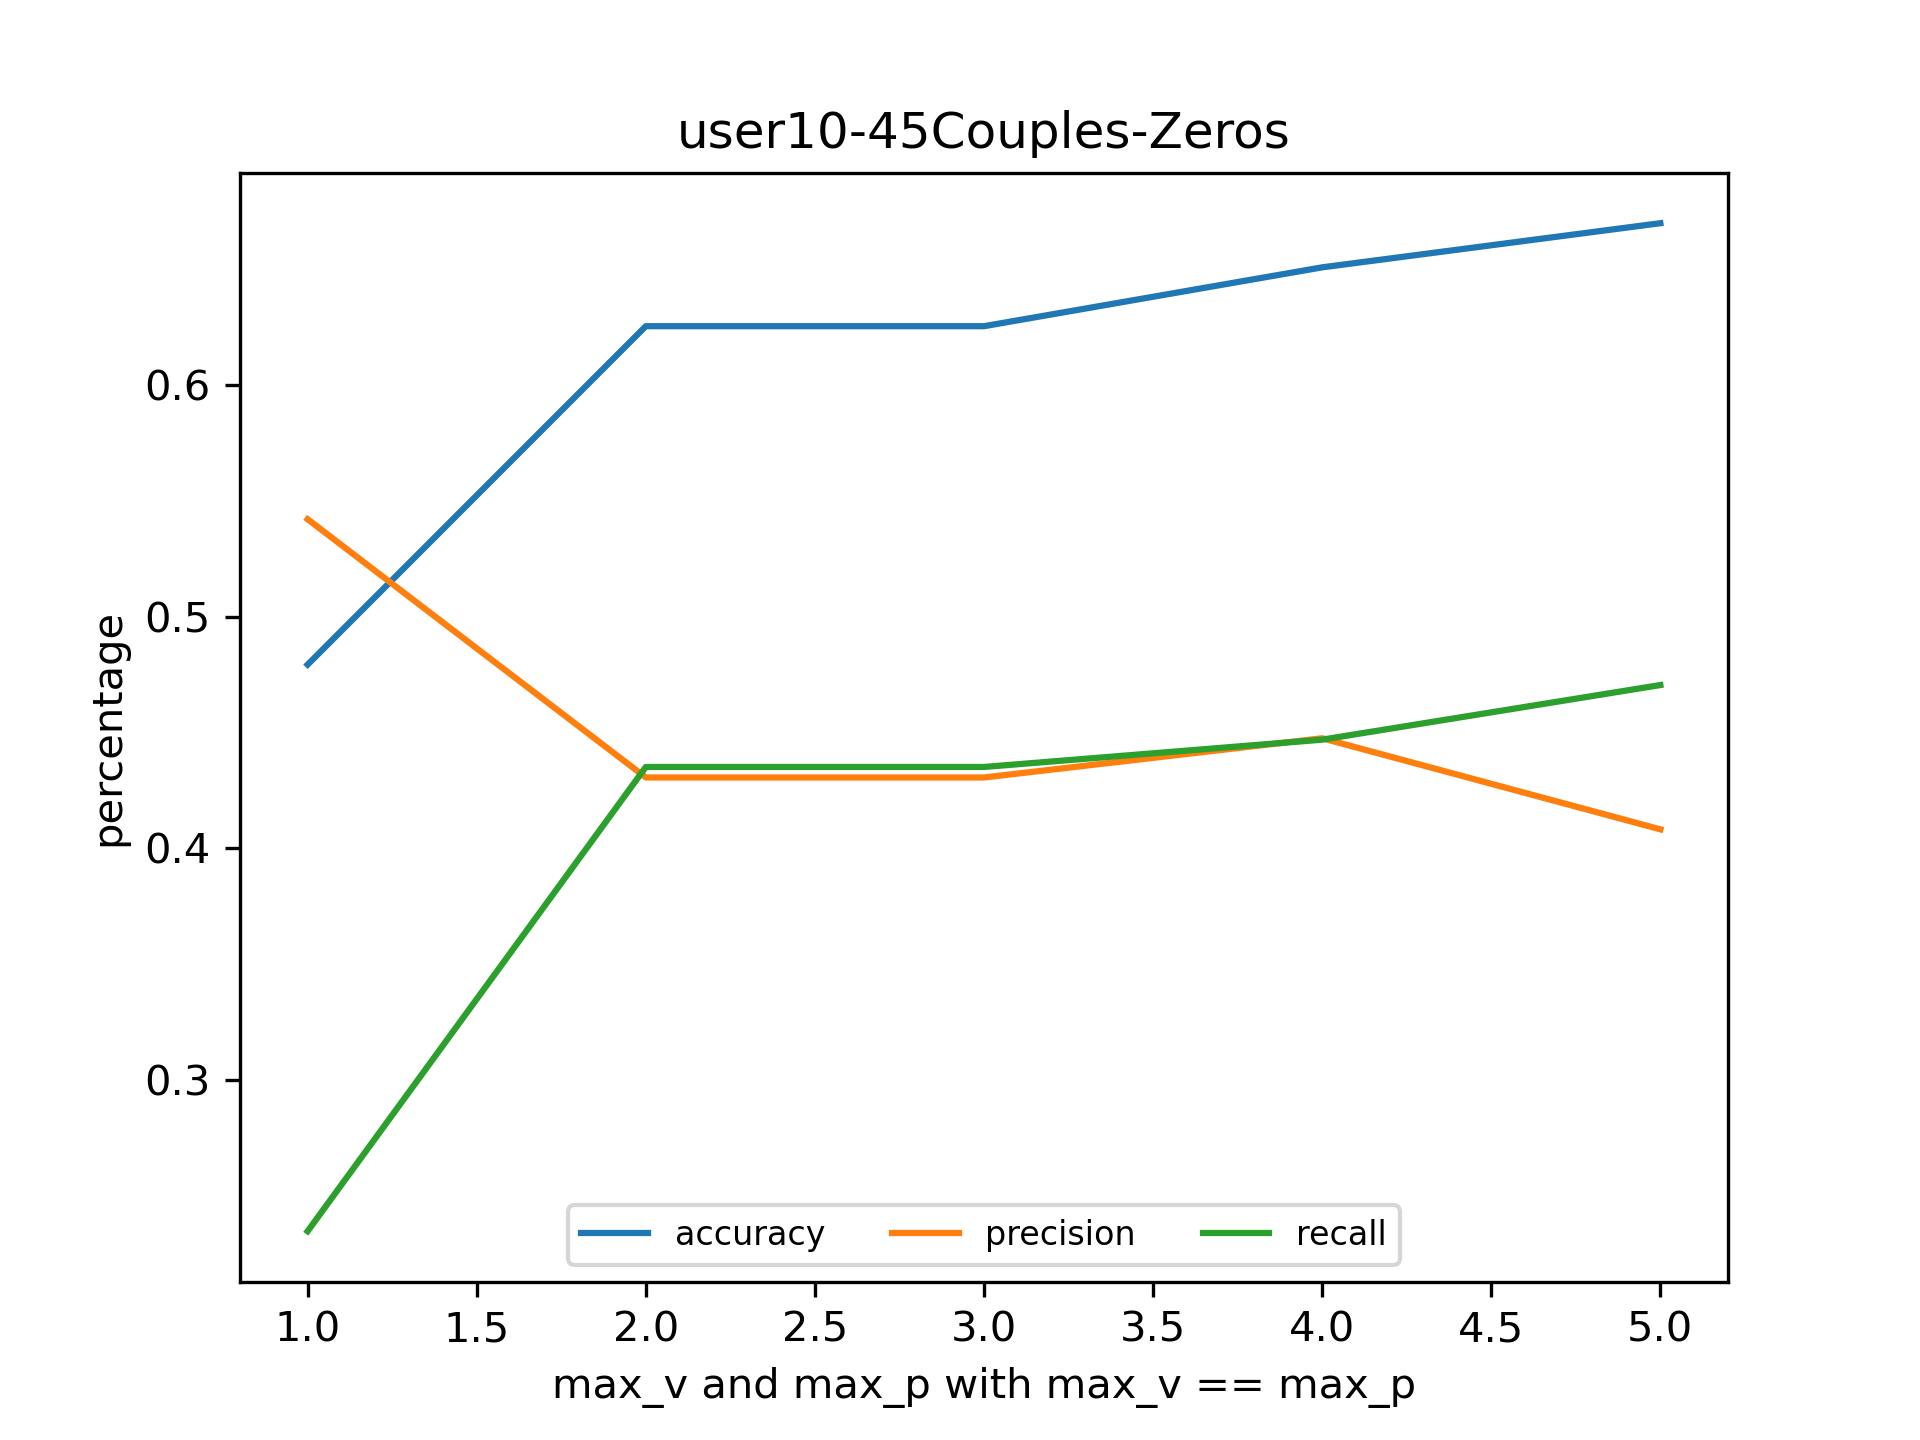 user10-45Couples-Zeros
percentage
0.6
0.5
0.4
0.3
accuracy precision recall
1.0 1.5 2.0 2.5 3.0 3.5 4.0 4.5 5.0
max_v and max_p with max_v == max_p